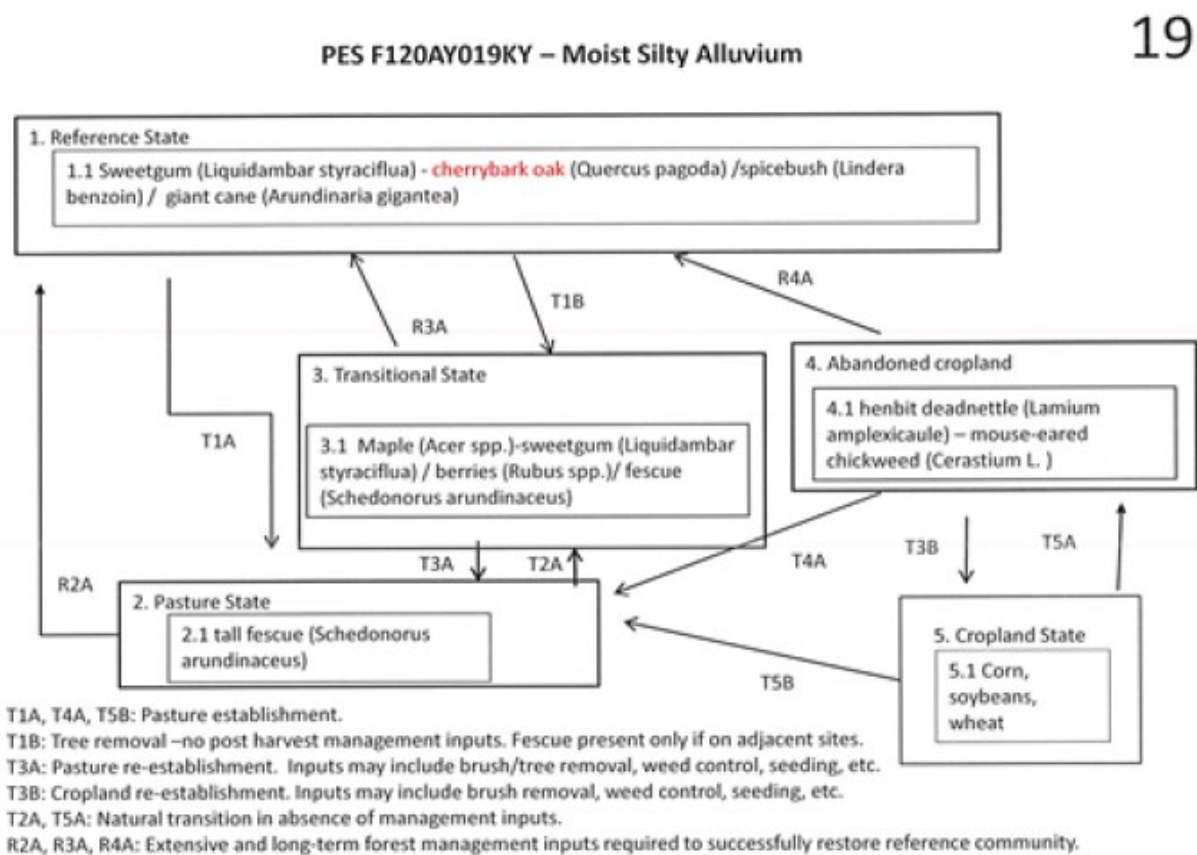 19
PES F120AY019KY – Moist Silty Alluvium
1. Reference State
1.1 Sweetgum (Liquidambar styraciflua) - cherrybark oak (Quercus pagoda) /spicebush (Lindera
benzoin) / giant cane (Arundinaria gigantea)
R3A
T1B
R4A
3. Transitional State
3.1 Maple (Acer spp.)-sweetgum (Liquidambar
styraciflua) / berries (Rubus spp.)/ fescue
(Schedonorus arundinaceus)
4. Abandoned cropland
4.1 henbit deadnettle (Lamium
amplexicaule) – mouse-eared
chickweed (Cerastium L. )
T1A
T3A
T2A
T4A
T3B
T5A
R2A
2. Pasture State
2.1 tall fescue (Schedonorus
arundinaceus)
T5B
5. Cropland State
5.1 Corn,
soybeans,
wheat
T1A, T4A, T5B: Pasture establishment.
T1B: Tree removal –no post harvest management inputs. Fescue present only if on adjacent sites.
T3A: Pasture re-establishment. Inputs may include brush/tree removal, weed control, seeding, etc.
T3B: Cropland re-establishment. Inputs may include brush removal, weed control, seeding, etc.
T2A, T5A: Natural transition in absence of management inputs.
R2A, R3A, R4A: Extensive and long-term forest management inputs required to successfully restore reference community.